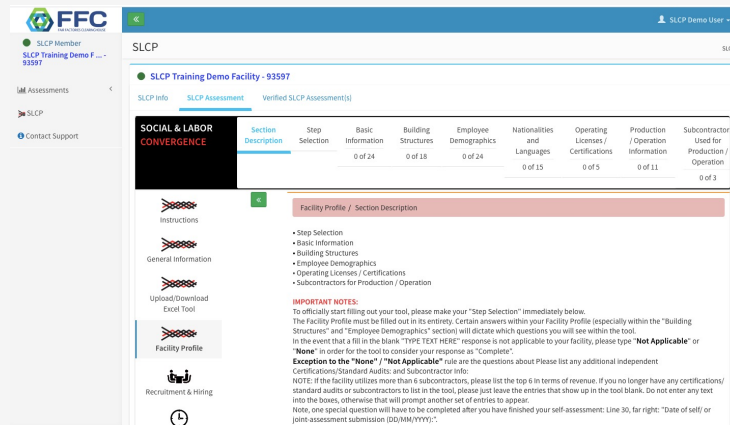 FFC
FAIR FACTORIES CLEARINGHOUSE
«
SLCP Demo User
SLCP Member
SLCP Training Demo F ... -
93597
Assessments
SLCP
Contact Support
SLCP
SLC
SLCP Training Demo Facility - 93597
SLCP Info SLCP Assessment Verified SLCP Assessment(s)
SOCIAL & LABOR
CONVERGENCE
Section
Description
Step
Selection
Basic
Information
0 of 24
Building
Structures
0 of 18
Employee
Demographics
0 of 24
Nationalities
and
Languages
0 of 15
Operating
Licenses /
Certifications
0 of 5
Production
/ Operation
Information
0 of 11
Subcontractor
Used for
Production /
Operation
0 of 3
Instructions
General Information
Upload/Download
Excel Tool
Facility Profile
Recruitment & Hiring
«
Facility Profile / Section Description
• Step Selection
• Basic Information
• Building Structures
• Employee Demographics
• Operating Licenses / Certifications
• Subcontractors for Production / Operation
IMPORTANT NOTES:
To officially start filling out your tool, please make your "Step Selection" immediately below.
The Facility Profile must be filled out in its entirety. Certain answers within your Facility Profile (especially within the "Building
Structures" and "Employee Demographics" section) will dictate which questions you will see within the tool.
In the event that a fill in the blank "TYPE TEXT HERE" response is not applicable to your facility, please type "Not Applicable" or
"None" in order for the tool to consider your response as "Complete".
Exception to the "None" / "Not Applicable" rule are the questions about Please list any additional independent
Certifications/Standard Audits: and Subcontractor Info:
NOTE: If the facility utilizes more than 6 subcontractors, please list the top 6 in terms of revenue. If you no longer have any certifications/
standard audits or subcontractors to list in the tool, please just leave the entries that show up in the tool blank. Do not enter any text
into the boxes, otherwise that will prompt another set of entries to appear.
Note, one special question will have to be completed after you have finished your self-assessment: Line 30, far right: "Date of self/ or
joint-assessment submission (DD/MM/YYYY):".